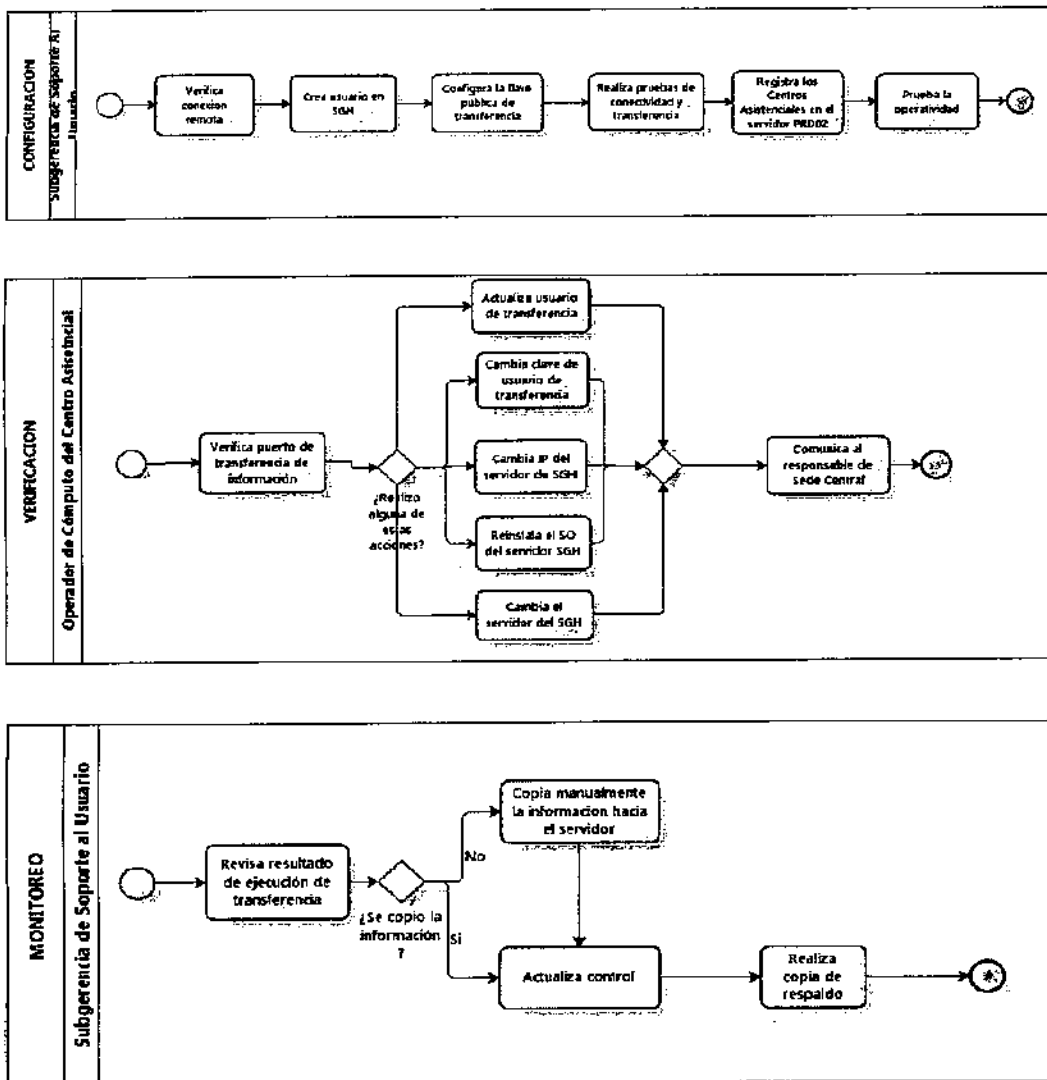 CONFIGURACION
Subgerencia de Soporte Al
Usuario
Verifica
conexion
remota
Crea usuario en
SGH
Configura la llave
pública de
transferencia
Realiza pruebas de
conectividad y
transferencia
Registra los
Centros
Asistenciales en el
servidor PRD02
Prueba la
operatividad
VERIFICACION
Operador de Cómputo del Centro Asisetncial
Verifica puerto de
transferencia de
información
¿Realizo
alguna de
estas
acciones?
Actualiza usuario
de transferencia
Cambia clave de
usuario de
transferencia
Cambia IP del
servidor de SGH
Reinstala el SO
del servidor SGH
Cambia el
servidor del SGH
Comunica al
responsable de
sede Central
MONITOREO
Subgerencia de Soporte al Usuario
Revisa resultado
de ejecución de
transferencia
¿Se copio la
información
?
No
Si
Copia manualmente
la informacion hacia
el servidor
Actualiza control
Realiza
copia de
respaldo